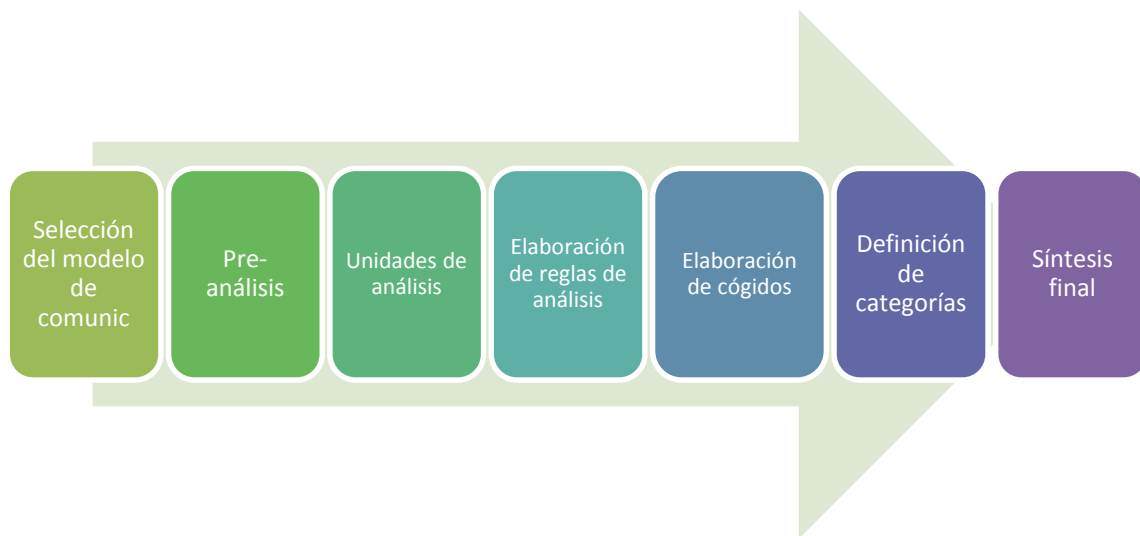 Selección
del modelo
de
comunic
Pre-
análisis
Unidades de
análisis
Elaboración
de reglas de
análisis
Elaboración
de cógidos
Definición
de
categorías
Síntesis
final